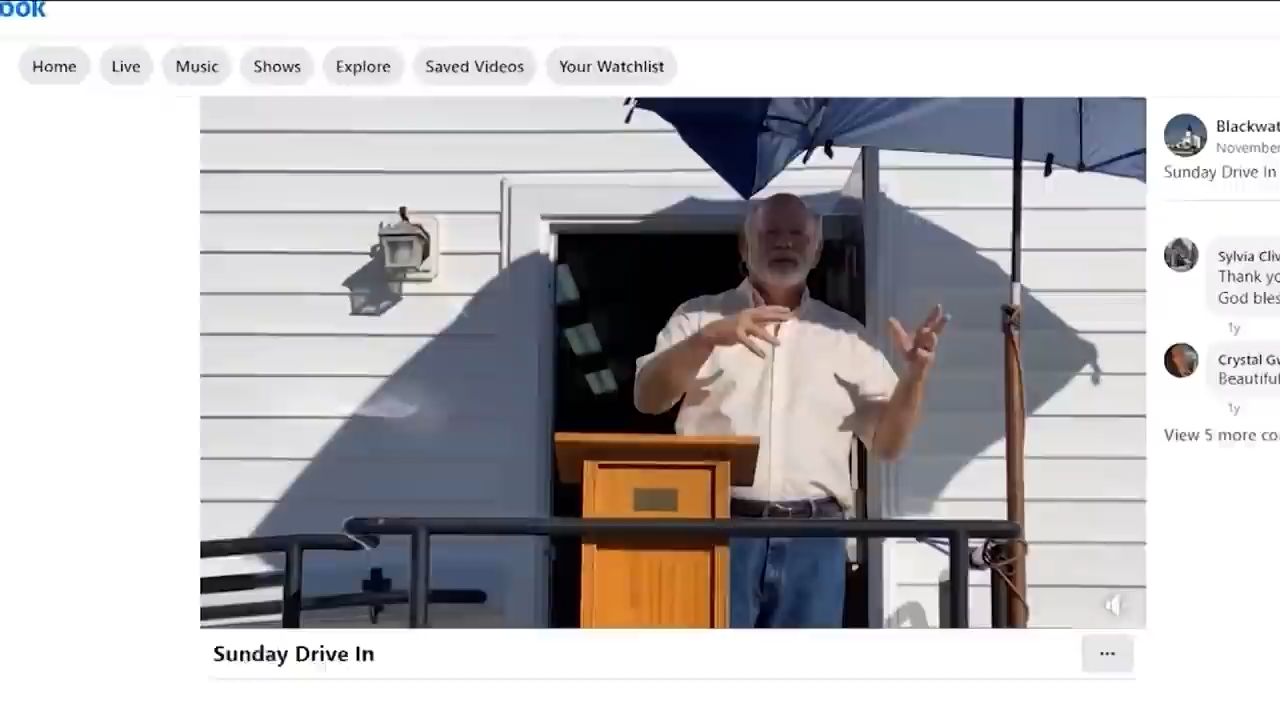 ook
Home Live Music Shows Explore Saved Videos Your Watchlist
Blackwat
November
Sunday Drive In
Sylvia Cliv
Thank yo
God bles
1y
Crystal Gw
Beautiful
1y
View 5 more co
Sunday Drive In